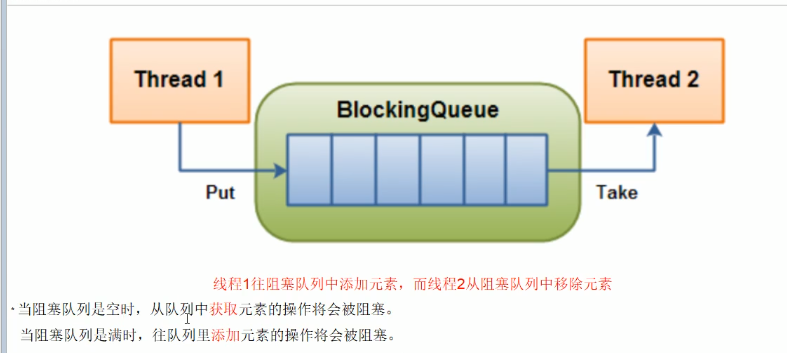 Thread 1
Thread 2
BlockingQueue
Put
Take
线程1往阻塞队列中添加元素，而线程2从阻塞队列中移除元素
当阻塞队列是空时，从队列中获取元素的操作将会被阻塞。
当阻塞队列是满时，往队列里添加元素的操作将会被阻塞。